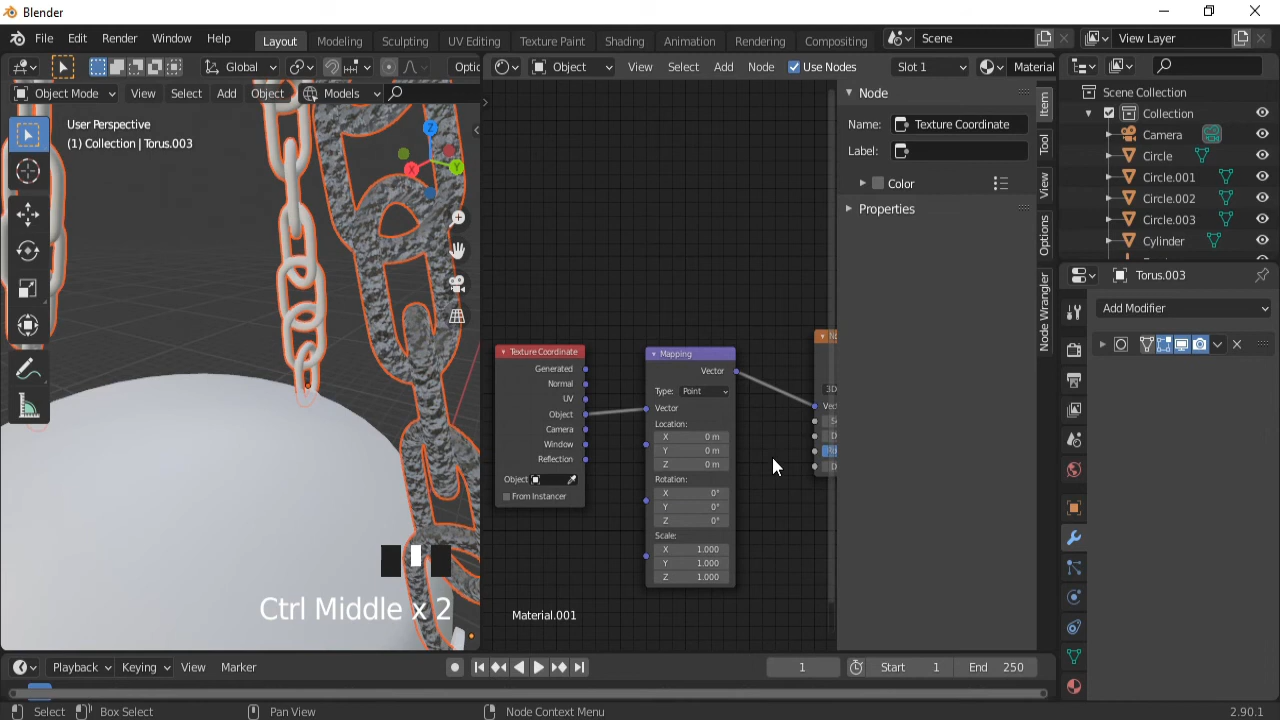 Blender
File Edit Render Window Help
Layout Modeling Sculpting UV Editing Texture Paint Shading Animation Rendering Compositing
Scene View Layer
Global Optic
Object View Select Add Node Use Nodes Slot 1 Material
Object Mode View Select Add Object Models
User Perspective
(1) Collection | Torus.003
X Y Z
Node
Name: Texture Coordinate
Label:
Color
Properties
Item
Tool
View
Options
Node Wrangler
Scene Collection
Collection
Camera
Circle
Circle.001
Circle.002
Circle.003
Cylinder
Torus.003
Add Modifier
Texture Coordinate
Generated
Normal
UV
Object
Camera
Window
Reflection
Object
From Instancer
Mapping
Vector
Type: Point
Vector
Location:
X 0 m
Y 0 m
Z 0 m
Rotation:
X 0°
Y 0°
Z 0°
Scale:
X 1.000
Y 1.000
Z 1.000
3D
Material.001
Ctrl Middle x 2
Playback Keying View Marker
1 Start 1 End 250
Select Box Select Pan View Node Context Menu 2.90.1